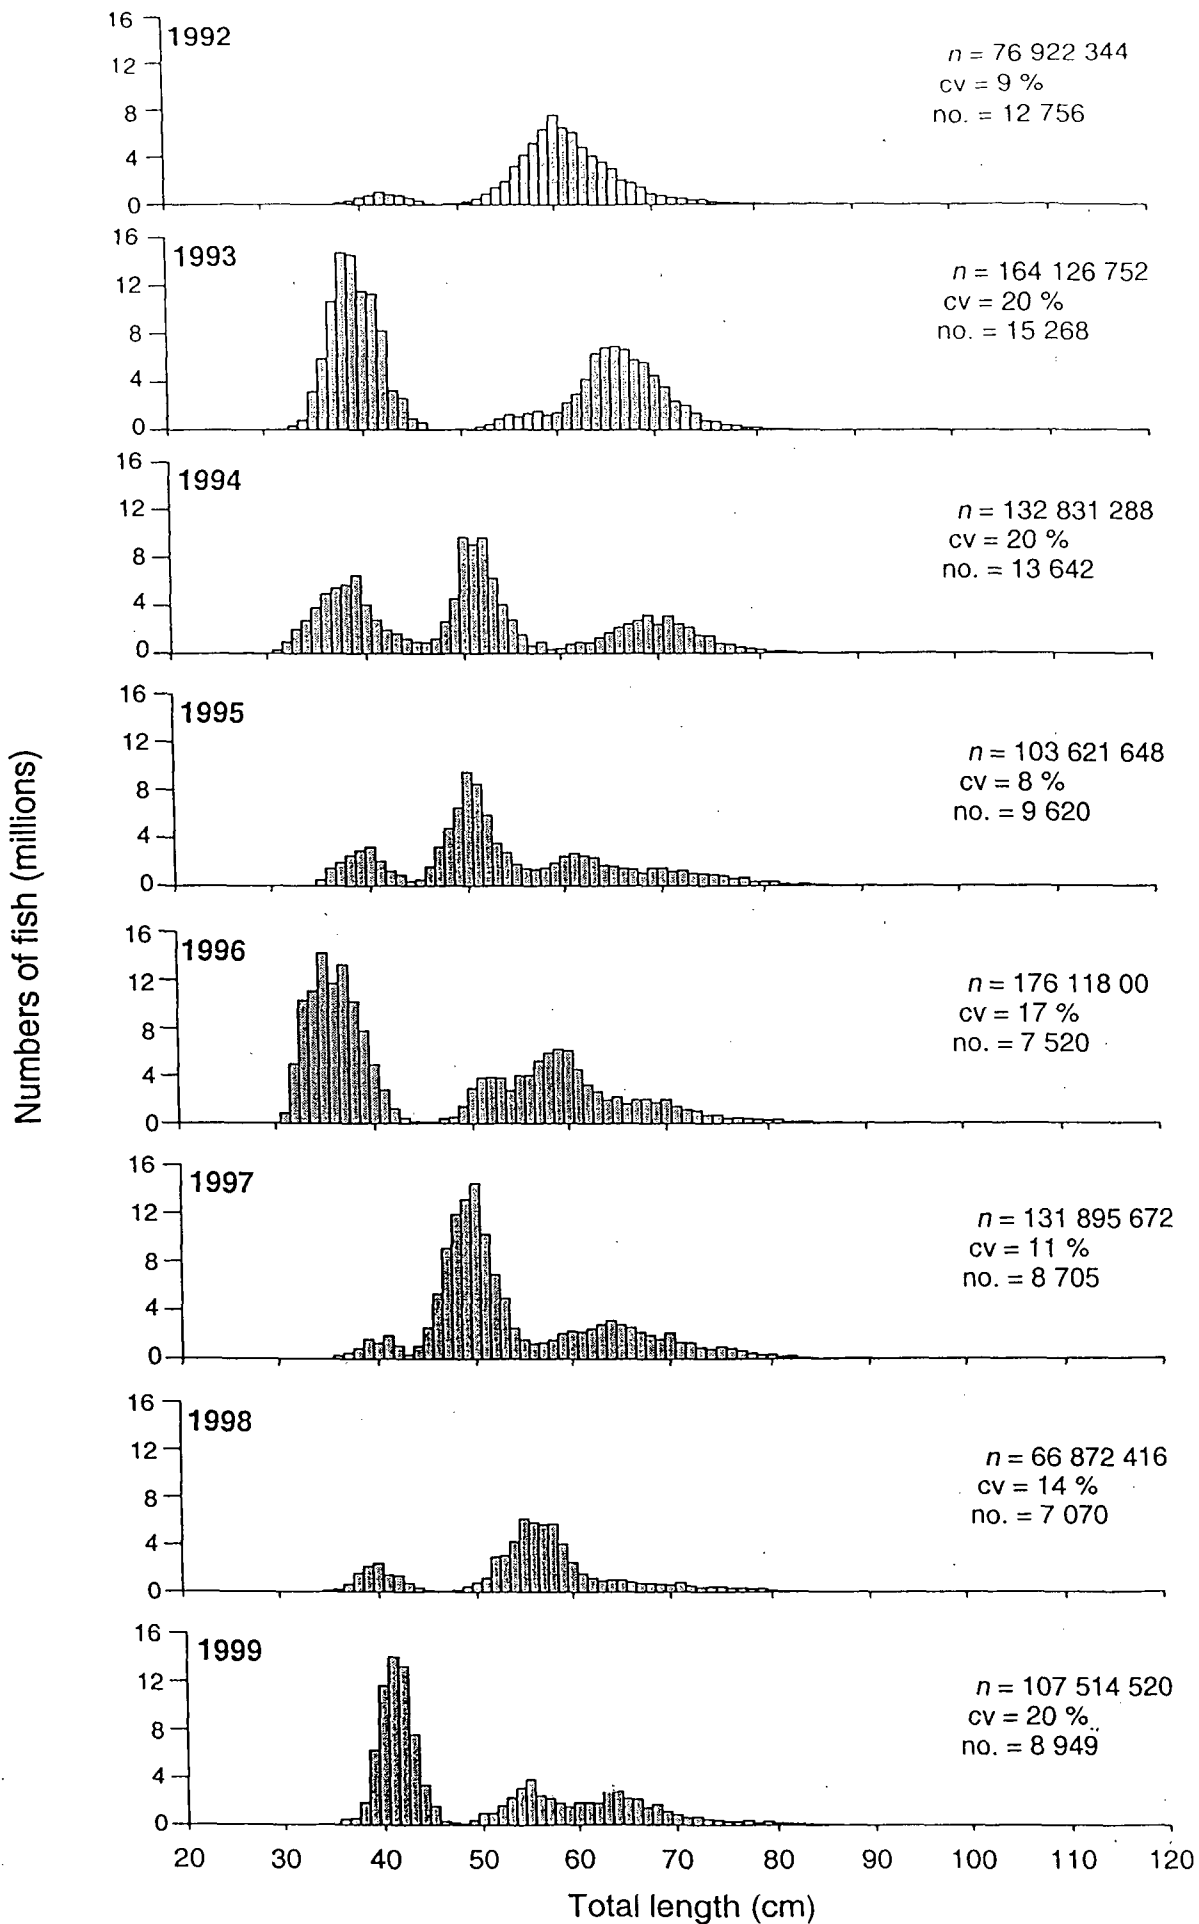 Numbers of fish (millions)
16
1992
12
8
4
0
n = 76 922 344
cv = 9 %
no. = 12 756
16
1993
12
8
4
0
n = 164 126 752
cv = 20 %
no. = 15 268
16
1994
12
8
4
0
n = 132 831 288
cv = 20 %
no. = 13 642
16
1995
12
8
4
0
n = 103 621 648
cv = 8 %
no. = 9 620
16
1996
12
8
4
0
n = 176 118 00
cv = 17 %
no. = 7 520
16
1997
12
8
4
0
n = 131 895 672
cv = 11 %
no. = 8 705
16
1998
12
8
4
0
n = 66 872 416
cv = 14 %
no. = 7 070
16
1999
12
8
4
0
n = 107 514 520
cv = 20 %
no. = 8 949
20 30 40 50 60 70 80 90 100 110 120
Total length (cm)